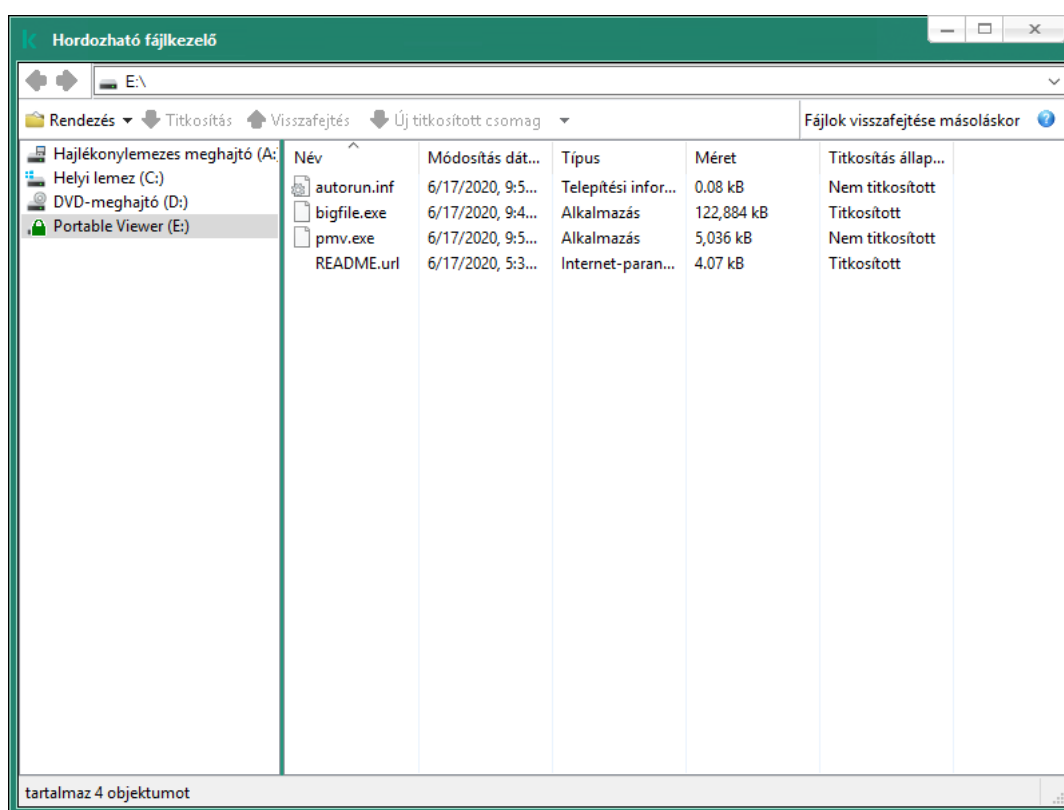 Hordozható fájlkezelő
E:\
Rendezés Titkosítás Visszafejtés Új titkosított csomag Fájlok visszafejtése másoláskor
Hajlékonylemezes meghajtó (A:
Helyi lemez (C:)
DVD-meghajtó (D:)
Portable Viewer (E:)
Név Módosítás dát... Típus Méret Titkosítás állap...
autorun.inf 6/17/2020, 9:5... Telepítési infor... 0.08 kB Nem titkosított
bigfile.exe 6/17/2020, 9:4... Alkalmazás 122,884 kB Titkosított
pmv.exe 6/17/2020, 9:5... Alkalmazás 5,036 kB Nem titkosított
README.url 6/17/2020, 5:3... Internet-paran... 4.07 kB Titkosított
tartalmaz 4 objektumot